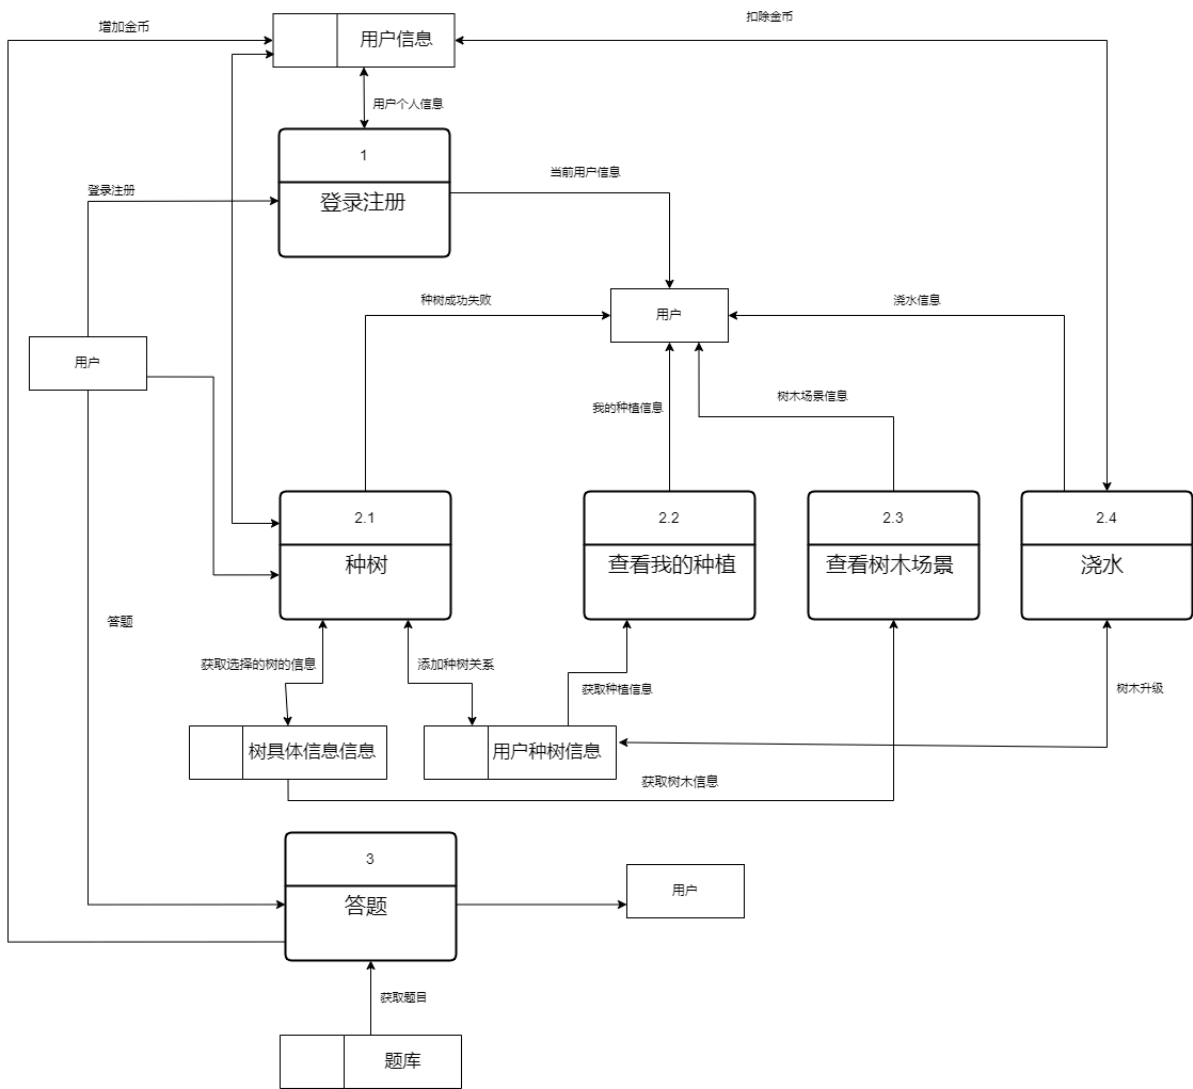 增加金币
扣除金币
用户信息
用户个人信息
1
登录注册
当前用户信息
登录注册
种树成功失败
用户
浇水信息
用户
我的种植信息
树木场景信息
2.1
种树
2.2
查看我的种植
2.3
查看树木场景
2.4
浇水
答题
获取选择的树的信息
添加种树关系
获取种植信息
树木升级
树具体信息信息
用户种树信息
获取树木信息
3
答题
用户
获取题目
题库